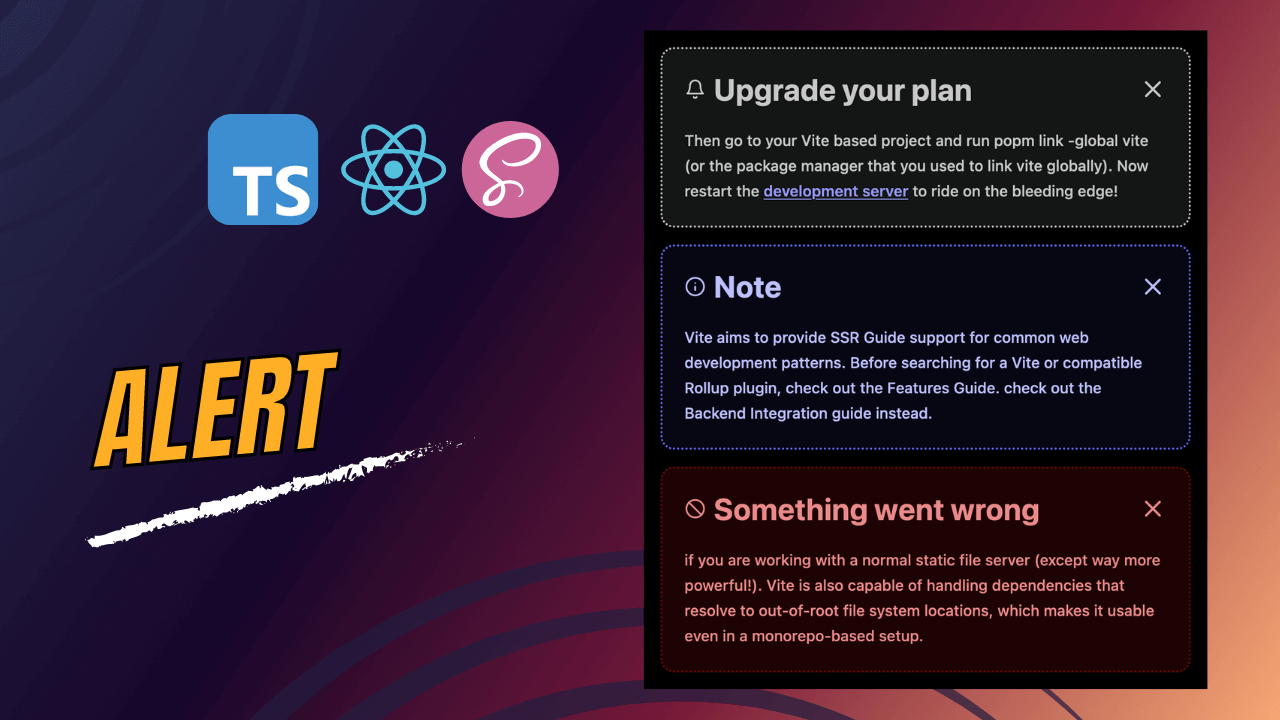 TS
ALERT
Upgrade your plan
Then go to your Vite based project and run popm link -global vite
(or the package manager that you used to link vite globally). Now
restart the development server to ride on the bleeding edge!
Note
Vite aims to provide SSR Guide support for common web
development patterns. Before searching for a Vite or compatible
Rollup plugin, check out the Features Guide. check out the
Backend Integration guide instead.
Something went wrong
if you are working with a normal static file server (except way more
powerful!). Vite is also capable of handling dependencies that
resolve to out-of-root file system locations, which makes it usable
even in a monorepo-based setup.